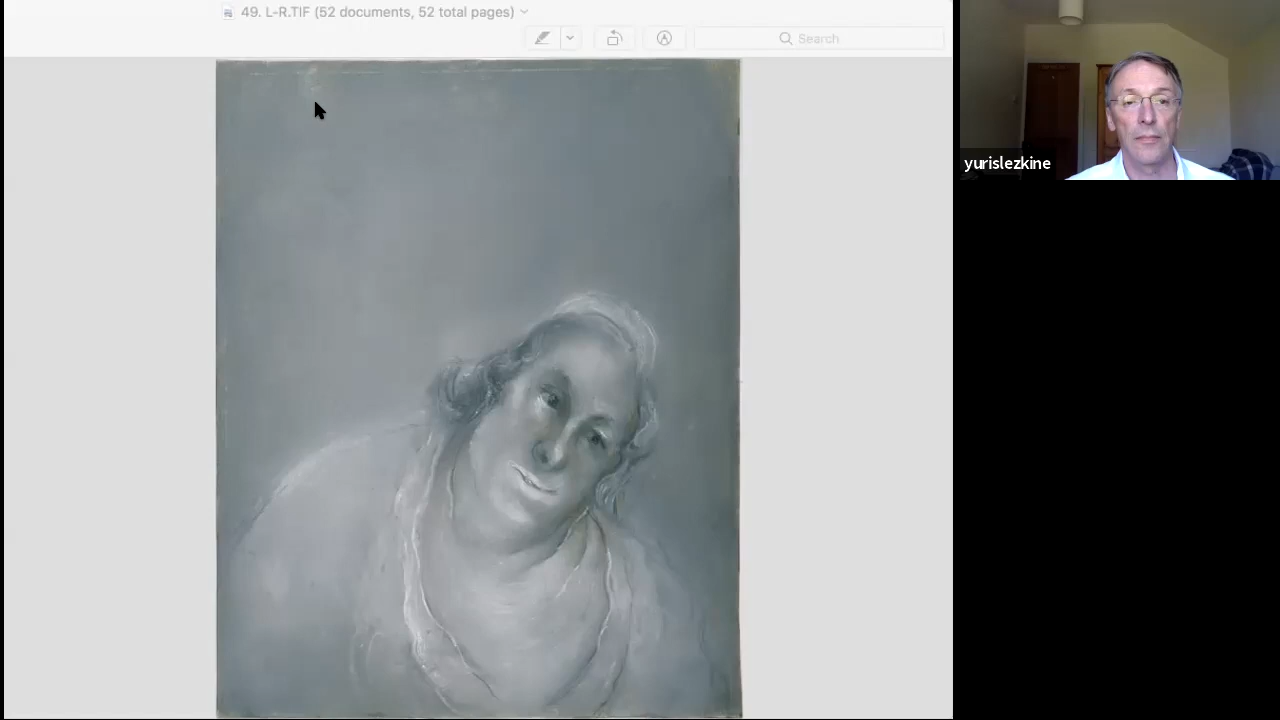 49. L-R.TIF (52 documents, 52 total pages)
Search
yurislezkine